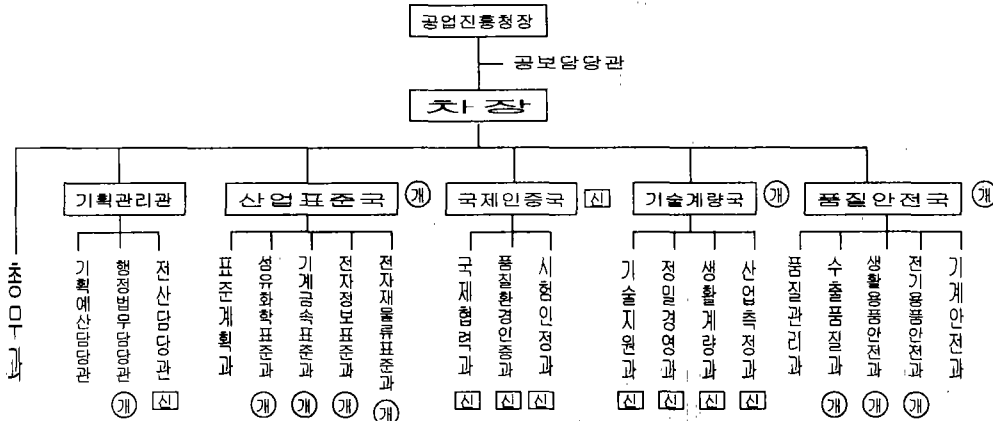 공업진흥청장
공보담당관
차장
기획관리관
산업표준국 개
국제인증국 신
기술계량국 개
품질안전국 개
총무과
기획예산담당관
행정법무담당관 개
전산담당관 신
표준계획과
섬유화학표준과 개
기계금속표준과 개
전자정보표준과 개
전자재물류표준과 개
국제협력과 신
품질환경인증과 신
시험인정과 신
기술지원과 신
정밀경영과 신
생활계량과 신
산업측정과 신
품질관리과
수출품질과 개
생활용품안전과 개
전기용품안전과 개
기계안전과